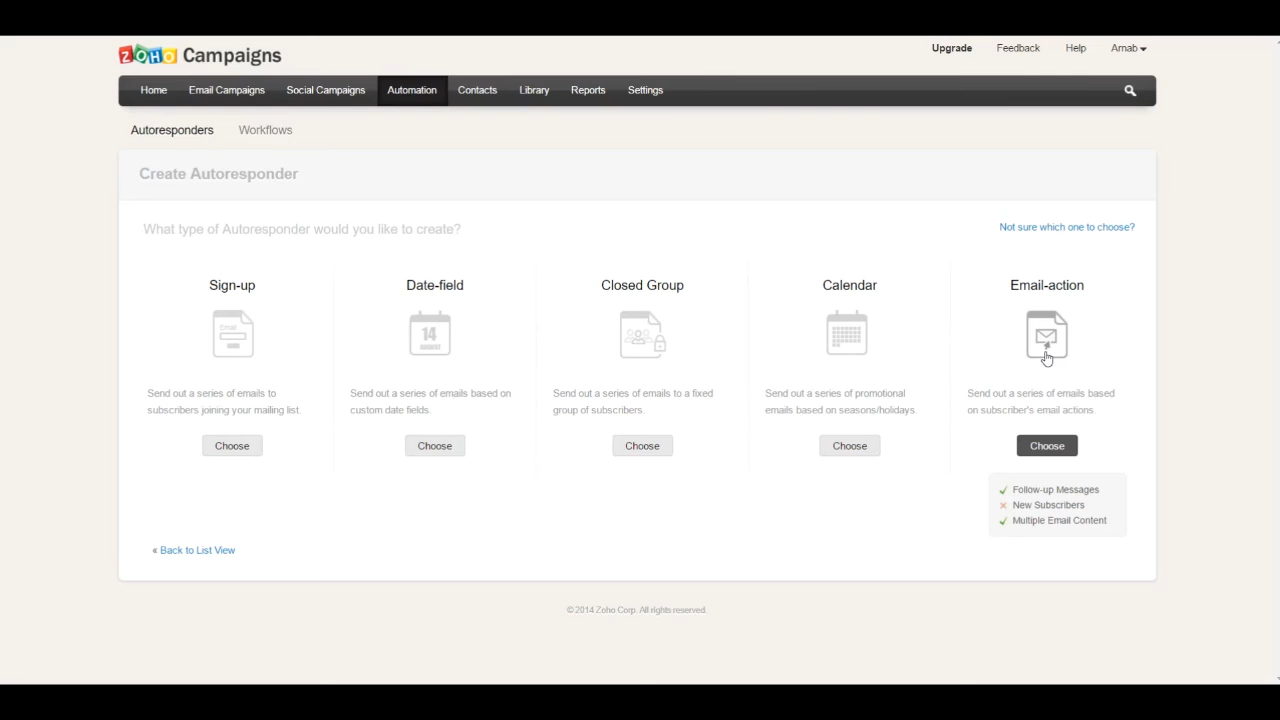 ZOHO Campaigns
Upgrade Feedback Help Arnab
Home Email Campaigns Social Campaigns Automation Contacts Library Reports Settings
Autoresponders Workflows
Create Autoresponder
What type of Autoresponder would you like to create?
Not sure which one to choose?
Sign-up
Email
Send out a series of emails to
subscribers joining your mailing list.
Choose
Date-field
14
AUGUST
Send out a series of emails based on
custom date fields.
Choose
Closed Group
Send out a series of emails to a fixed
group of subscribers.
Choose
Calendar
Send out a series of promotional
emails based on seasons/holidays
Choose
Email-action
Send out a series of emails based
on subscriber's email actions.
Choose
Follow-up Messages
New Subscribers
Multiple Email Content
« Back to List View
© 2014 Zoho Corp. All rights reserved.